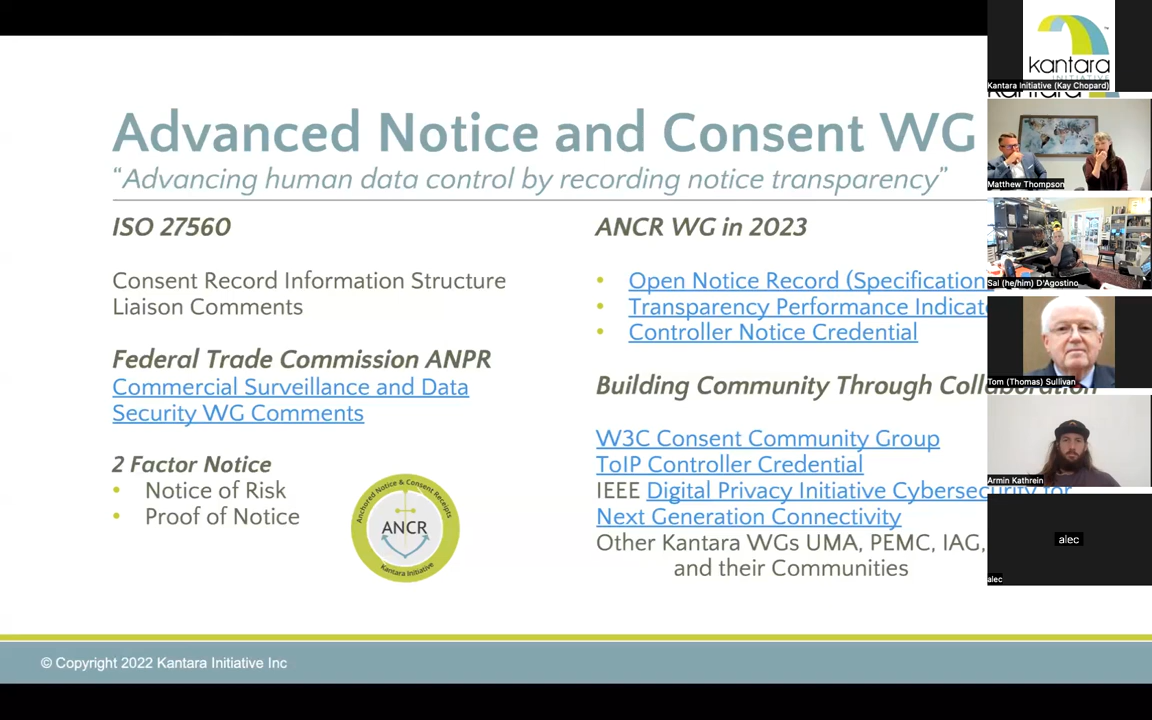 Advanced Notice and Consent WG
“Advancing human data control by recording notice transparency”
ISO 27560
Consent Record Information Structure
Liaison Comments
Federal Trade Commission ANPR
Commercial Surveillance and Data
Security WG Comments
2 Factor Notice
• Notice of Risk
• Proof of Notice
Anchored Notice & Consent Receipts
ANCR
Kantara Initiative
ANCR WG in 2023
• Open Notice Record (Specification
• Transparency Performance Indicat
• Controller Notice Credential
Building Community Through Collaboration
W3C Consent Community Group
ToIP Controller Credential
IEEE Digital Privacy Initiative Cybersecurity for
Next Generation Connectivity
Other Kantara WGs UMA, PEMC, IAG,
and their Communities
© Copyright 2022 Kantara Initiative Inc
kantara
INITIATIVE
Kantara Initiative (Kay Chopard)
Matthew Thompson
Sal (he/him) D'Agostino
Tom (Thomas) Sullivan
Armin Kathrein
alec
alec